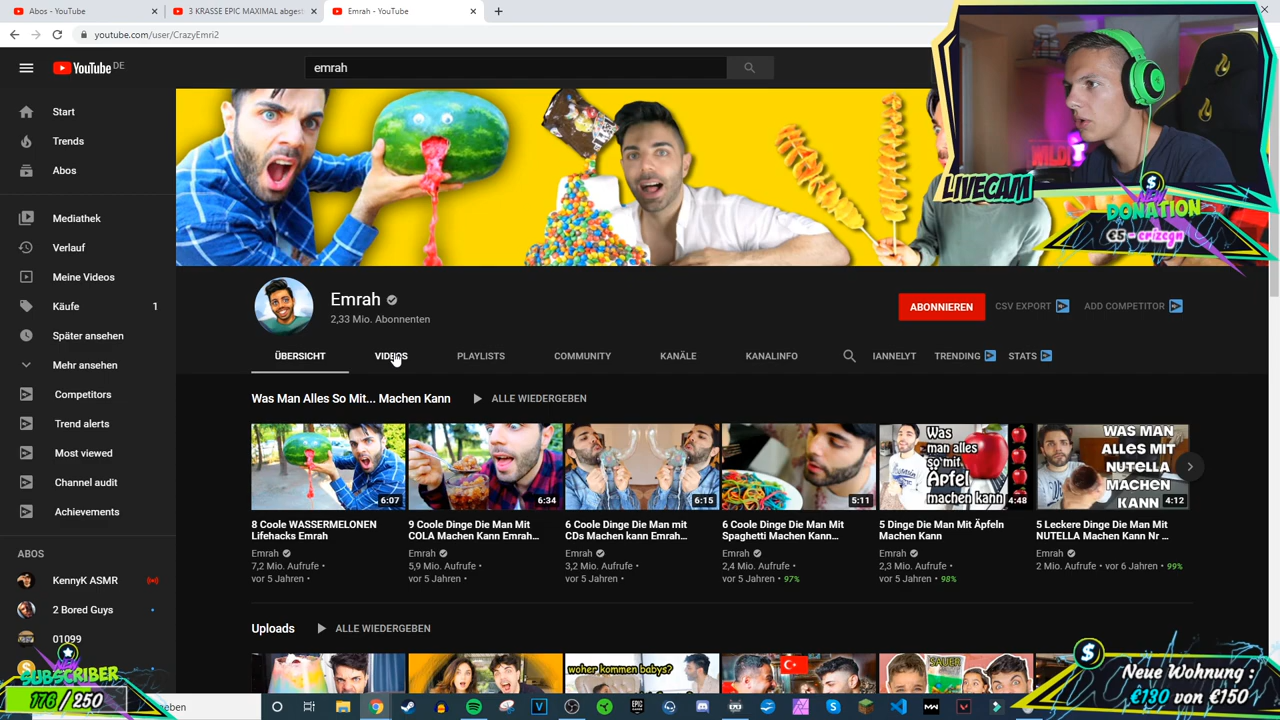 Abos - YouTube
3 KRASSE EPIC MAXIMAL abgest
Emrah - YouTube
youtube.com/user/CrazyEmri2
YouTube DE
emrah
Start
Trends
Abos
Mediathek
Verlauf
Meine Videos
Käufe 1
Später ansehen
Mehr ansehen
Competitors
Trend alerts
Most viewed
Channel audit
Achievements
ABOS
KennyK ASMR
2 Bored Guys
01099
NEW
SUBSCRIBER
176 / 250
LIVECAM
NEW
DONATION
€5 - crizcgn
Emrah
2,33 Mio. Abonnenten
ABONNIEREN
CSV EXPORT
ADD COMPETITOR
ÜBERSICHT
VIDEOS
PLAYLISTS
COMMUNITY
KANÄLE
KANALINFO
IANNELYT
TRENDING
STATS
Was Man Alles So Mit... Machen Kann
ALLE WIEDERGEBEN
6:07
6:34
6:15
5:11
Was
man alles
so mit
Äpfel
machen kann
4:48
WAS MAN
ALLES MIT
NUTELLA
MACHEN
KANN
4:12
8 Coole WASSERMELONEN
Lifehacks Emrah
Emrah
7,2 Mio. Aufrufe •
vor 5 Jahren •
9 Coole Dinge Die Man Mit
COLA Machen Kann Emrah...
Emrah
5,9 Mio. Aufrufe •
vor 5 Jahren •
6 Coole Dinge Die Man mit
CDs Machen kann Emrah...
Emrah
3,2 Mio. Aufrufe •
vor 5 Jahren •
6 Coole Dinge Die Man Mit
Spaghetti Machen Kann...
Emrah
2,4 Mio. Aufrufe •
vor 5 Jahren • 97%
5 Dinge Die Man Mit Äpfeln
Machen Kann
Emrah
2,3 Mio. Aufrufe •
vor 5 Jahren • 98%
5 Leckere Dinge Die Man Mit
NUTELLA Machen Kann Nr ...
Emrah
2 Mio. Aufrufe • vor 6 Jahren • 99%
Uploads
ALLE WIEDERGEBEN
woher kommen babys?
SAUER
Neue Wohnung :
€130 von €150
geben
EPIC
GAMES
MW